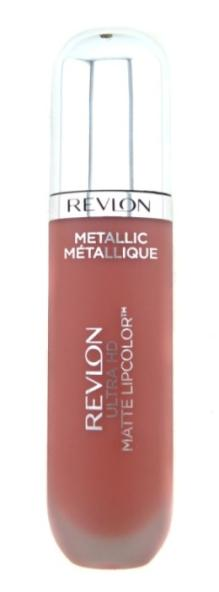 REVLON
METALLIC
MÉTALLIQUE
REVLON
ULTRA HD
MATTE LIPCOLOR™